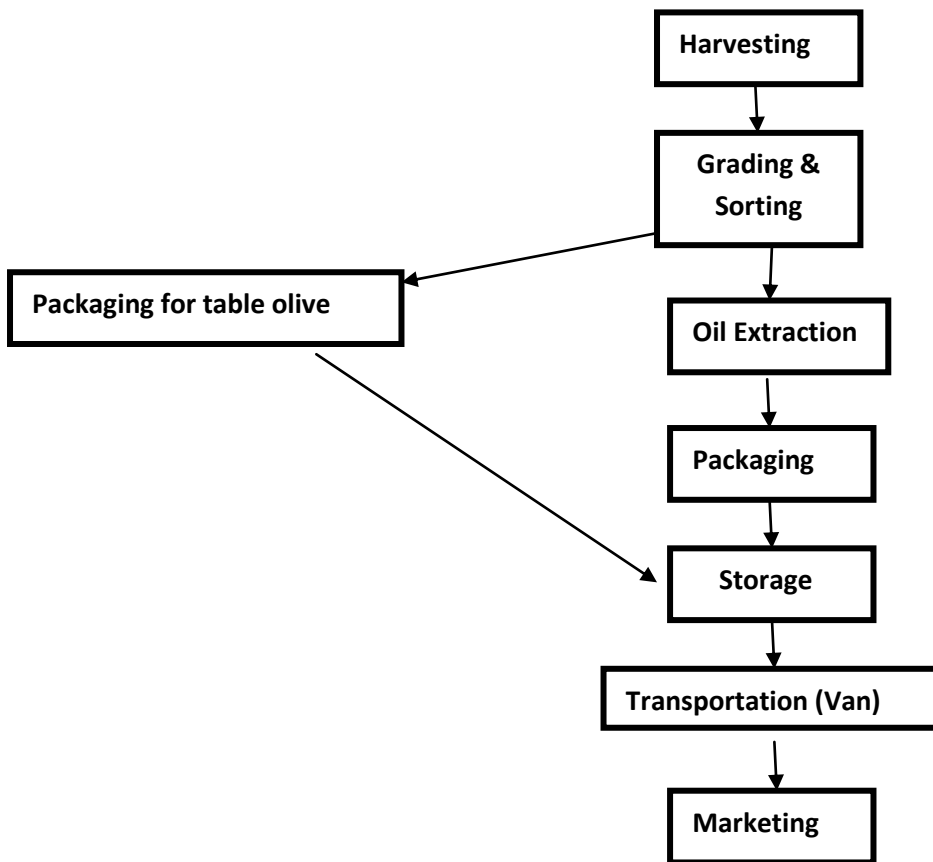 Harvesting
Grading &
Sorting
Packaging for table olive
Oil Extraction
Packaging
Storage
Transportation (Van)
Marketing